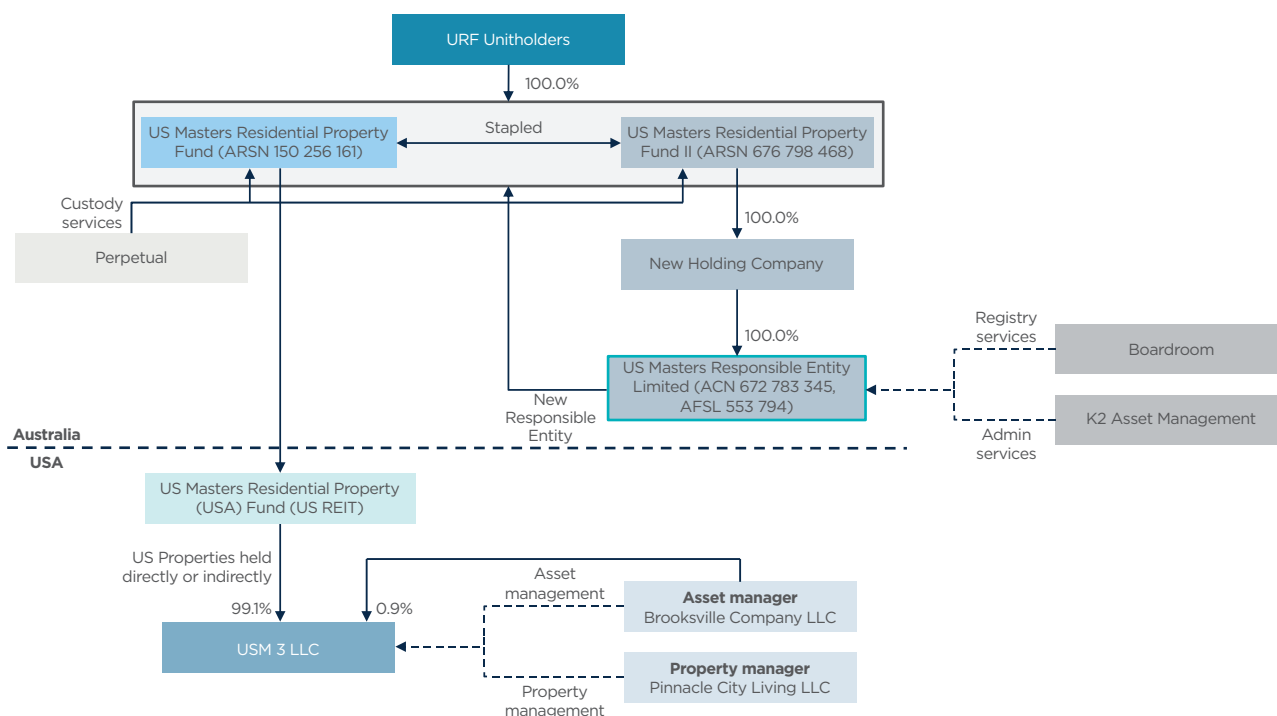 URF Unitholders
100.0%
US Masters Residential Property
Fund (ARSN 150 256 161)
Stapled
US Masters Residential Property
Fund II (ARSN 676 798 468)
Custody
services
Perpetual
100.0%
New Holding Company
100.0%
Registry
services
Boardroom
US Masters Responsible Entity
Limited (ACN 672 783 345,
AFSL 553 794)
New
Responsible
Entity
K2 Asset Management
Admin
services
Australia
USA
US Masters Residential Property
(USA) Fund (US REIT)
US Properties held
directly or indirectly
99.1%
0.9%
Asset
management
Asset manager
Brooksville Company LLC
USM 3 LLC
Property manager
Pinnacle City Living LLC
Property
management